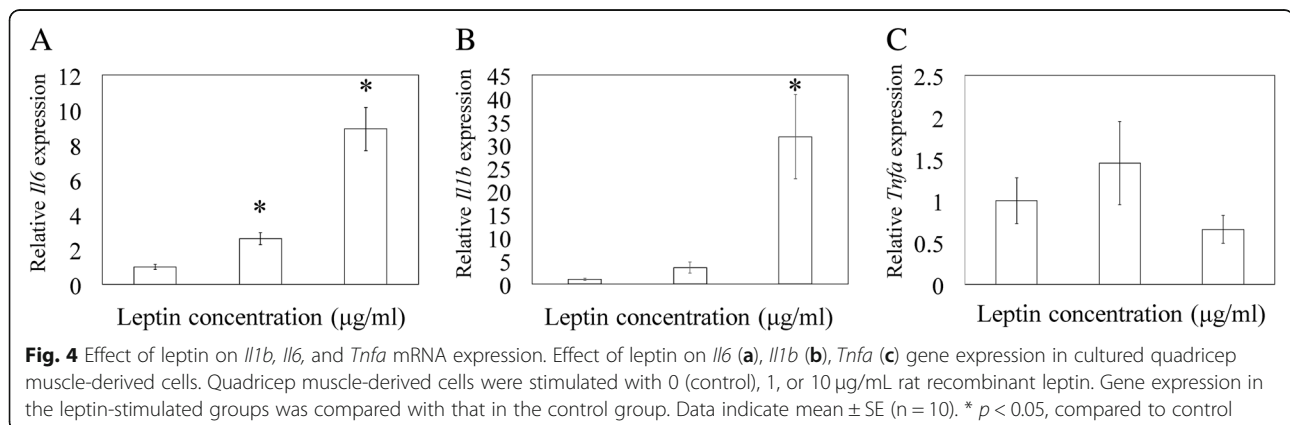 A
B
C
Relative Il6 expression
12
10
8
6
4
2
0
*
*
Leptin concentration (µg/ml)
Relative Il1b expression
45
40
35
30
25
20
15
10
5
0
*
Leptin concentration (µg/ml)
Relative Tnfa expression
2.5
2
1.5
1
0.5
0
Leptin concentration (µg/ml)
Fig. 4 Effect of leptin on Il1b, Il6, and Tnfa mRNA expression. Effect of leptin on Il6 (a), Il1b (b), Tnfa (c) gene expression in cultured quadricep
muscle-derived cells. Quadricep muscle-derived cells were stimulated with 0 (control), 1, or 10 µg/mL rat recombinant leptin. Gene expression in
the leptin-stimulated groups was compared with that in the control group. Data indicate mean ± SE (n = 10). * p < 0.05, compared to control